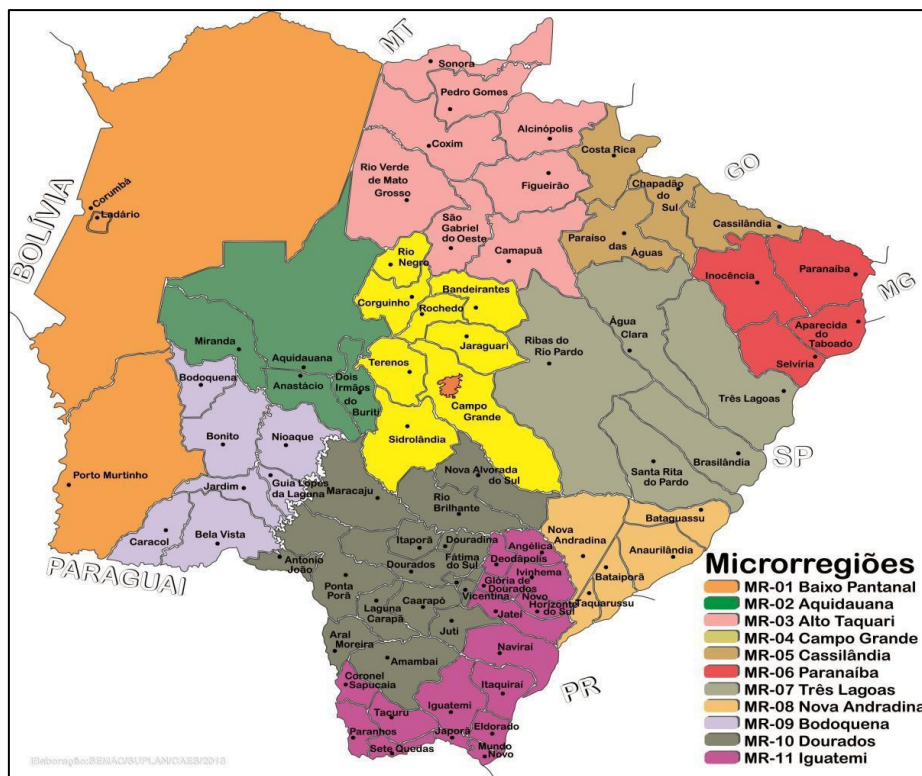 MT
Sonora
Pedro Gomes
Alcinópolis
Coxim
Costa Rica
GO
Rio Verde
de Mato
Grosso
Figueirão
Chapadão
do
Sul
Corumbá
Ladário
BOLÍVIA
São
Gabriel
do Oeste
Camapuã
Paraíso
das
Águas
Cassilândia
Rio
Negro
Inocência
Paranaíba
MG
Corguinho
Bandeirantes
Rochedo
Água
Clara
Aparecida
do
Taboado
Miranda
Aquidauana
Jaraguari
Ribas do
Rio Pardo
Terenos
Selvíria
Bodoquena
Anastácio
Dois
Irmãos
do
Buriti
Campo
Grande
Três Lagoas
Bonito
Nioaque
Sidrolândia
SP
Porto Murtinho
Jardim
Guia Lopes
da Laguna
Maracaju
Nova Alvorada
do Sul
Santa Rita
do Pardo
Brasilândia
Rio
Brilhante
Caracol
Bela Vista
Bataguassu
PARAGUAI
Antonio
João
Itaporã
Douradina
Angélica
Nova
Andradina
Anaurilândia
Dourados
Fátima
do Sul
Deodápolis
Ivinhema
Ponta
Porã
Glória de
Dourados
Novo
Horizonte
do Sul
Batayporã
Taquarussu
Laguna
Carapã
Caarapó
Vicentina
Jateí
Juti
Aral
Moreira
Amambai
Naviraí
Coronel
Sapucaia
PR
Itaquiraí
Tacuru
Iguatemi
Paranhos
Japorã
Eldorado
Sete Quedas
Mundo
Novo
Microrregiões
MR-01 Baixo Pantanal
MR-02 Aquidauana
MR-03 Alto Taquari
MR-04 Campo Grande
MR-05 Cassilândia
MR-06 Paranaíba
MR-07 Três Lagoas
MR-08 Nova Andradina
MR-09 Bodoquena
MR-10 Dourados
MR-11 Iguatemi